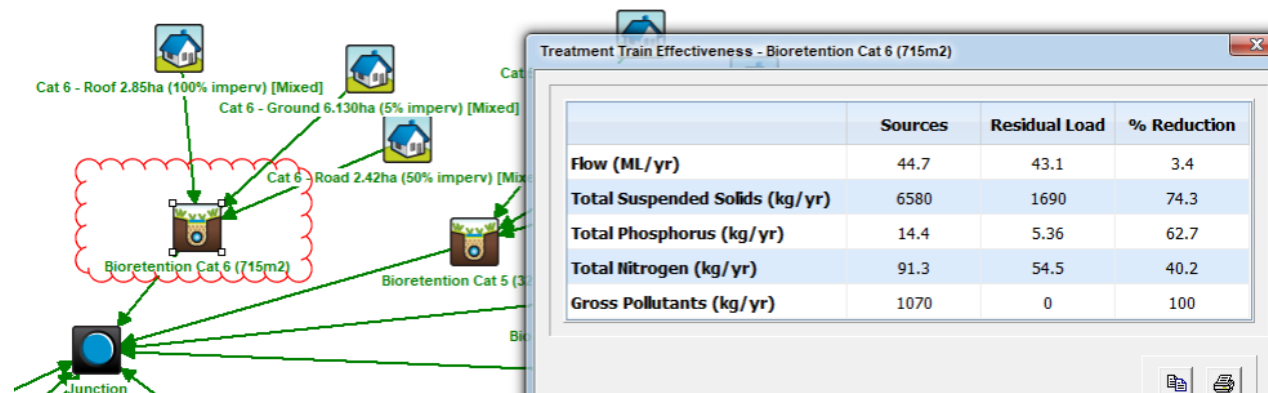 Cat 6 - Roof 2.85ha (100% imperv) [Mixed]
Cat 6 - Ground 6.130ha (5% imperv) [Mixed]
Cat 6 - Road 2.42ha (50% imperv)
Bioretention Cat 6 (715m2)
Bioretention Cat 5
Junction
Cat
Treatment Train Effectiveness - Bioretention Cat 6 (715m2)
Sources Residual Load % Reduction
Flow (ML/yr) 44.7 43.1 3.4
Total Suspended Solids (kg/yr) 6580 1690 74.3
Total Phosphorus (kg/yr) 14.4 5.36 62.7
Total Nitrogen (kg/yr) 91.3 54.5 40.2
Gross Pollutants (kg/yr) 1070 0 100